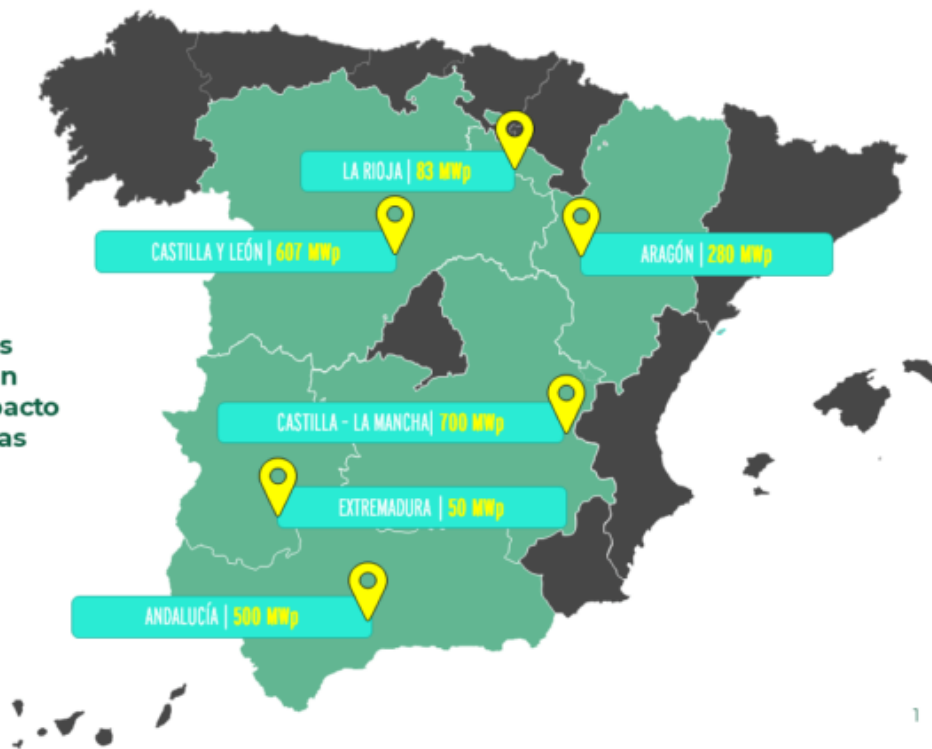 LA RIOJA | 83 MWp
CASTILLA Y LEÓN | 607 MWp
ARAGÓN | 280 MWp
CASTILLA - LA MANCHA| 700 MWp
EXTREMADURA | 50 MWp
ANDALUCÍA | 500 MWp
1